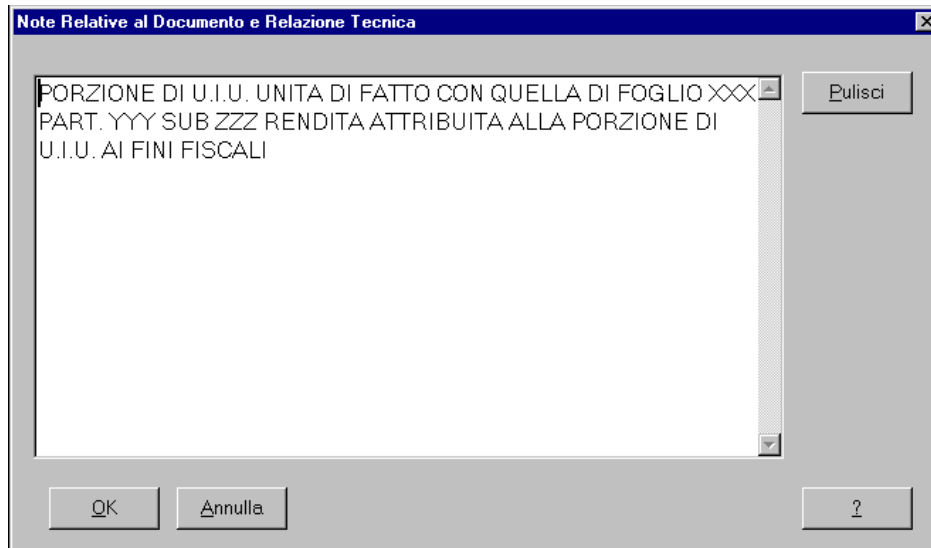 Note Relative al Documento e Relazione Tecnica
PORZIONE DI U.I.U. UNITA DI FATTO CON QUELLA DI FOGLIO XXX
PART. YYY SUB ZZZ RENDITA ATTRIBUITA ALLA PORZIONE DI
U.I.U. AI FINI FISCALI
Pulisci
OK
Annulla
?